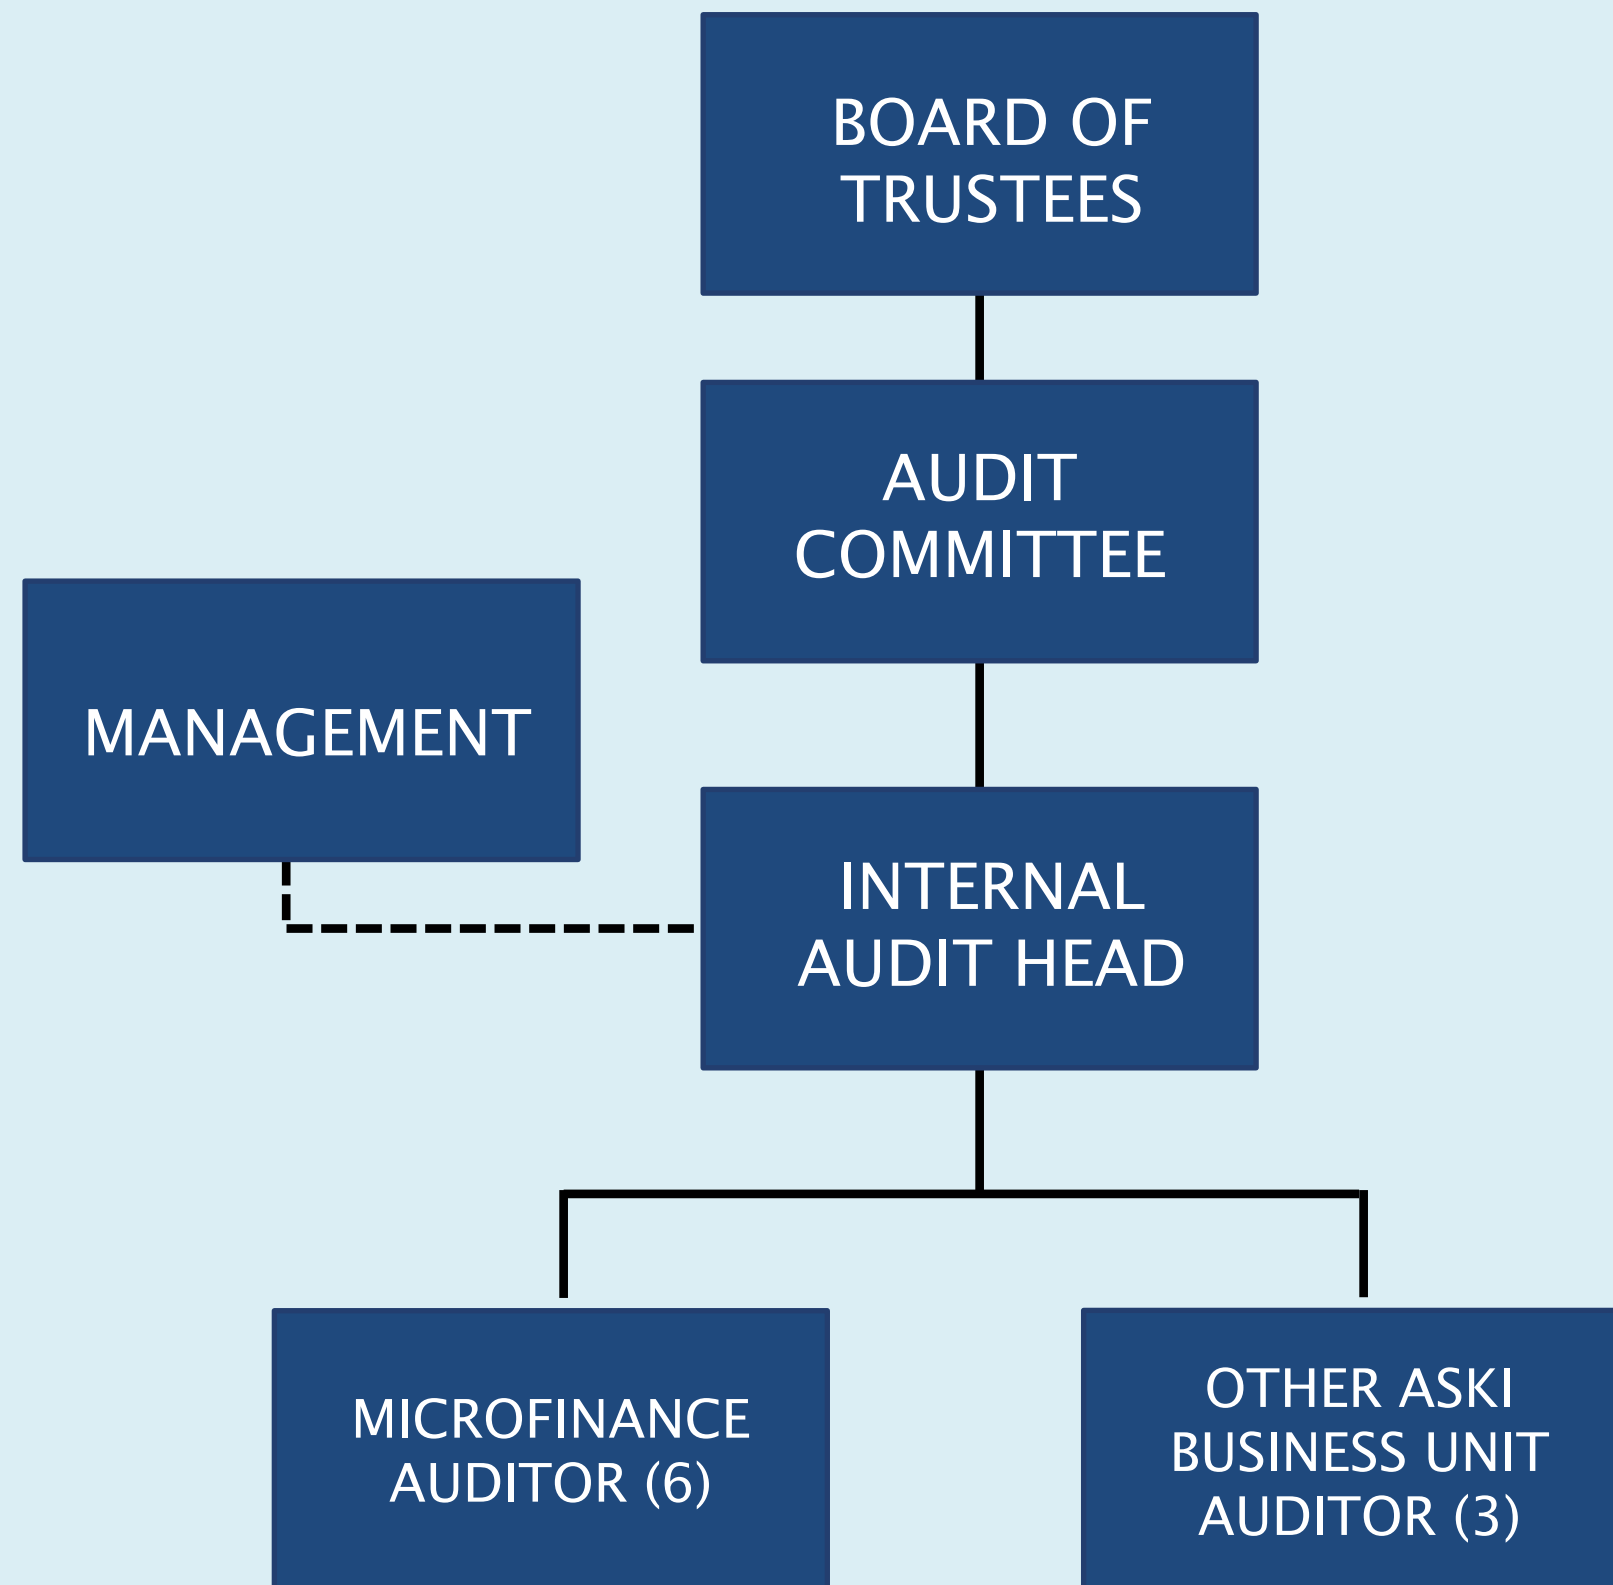 BOARD OF
TRUSTEES
AUDIT
COMMITTEE
MANAGEMENT
INTERNAL
AUDIT HEAD
MICROFINANCE
AUDITOR (6)
OTHER ASKI
BUSINESS UNIT
AUDITOR (3)